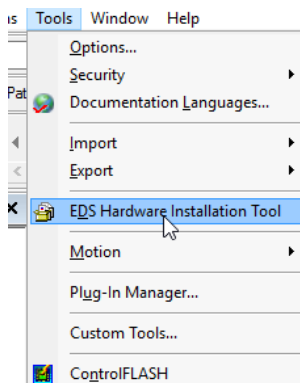 Tools Window Help
Options...
Security
Pat
Documentation Languages...
Import
Export
EDS Hardware Installation Tool
Motion
Plug-In Manager...
Custom Tools...
ControlFLASH